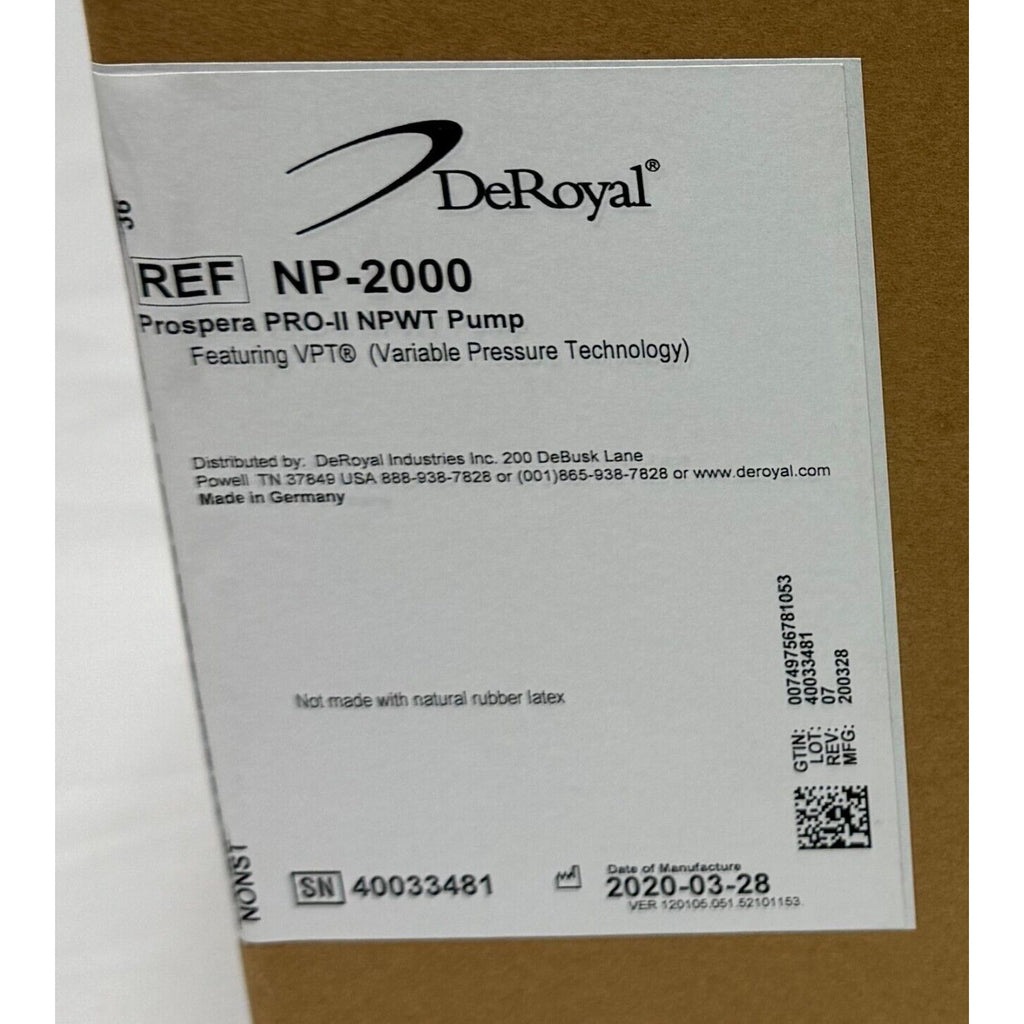 DeRoyal®
REF NP-2000
Prospera PRO-II NPWT Pump
Featuring VPT® (Variable Pressure Technology)
Distributed by: DeRoyal Industries Inc. 200 DeBusk Lane
Powell TN 37849 USA 888-938-7828 or (001)865-938-7828 or www.deroyal.com
Made in Germany
Not made with natural rubber latex
GTIN: 00749756781053
LOT: 40033481
REV: 07
MFG: 200328
SN 40033481
Date of Manufacture
2020-03-28
VER 120105.051.52101153